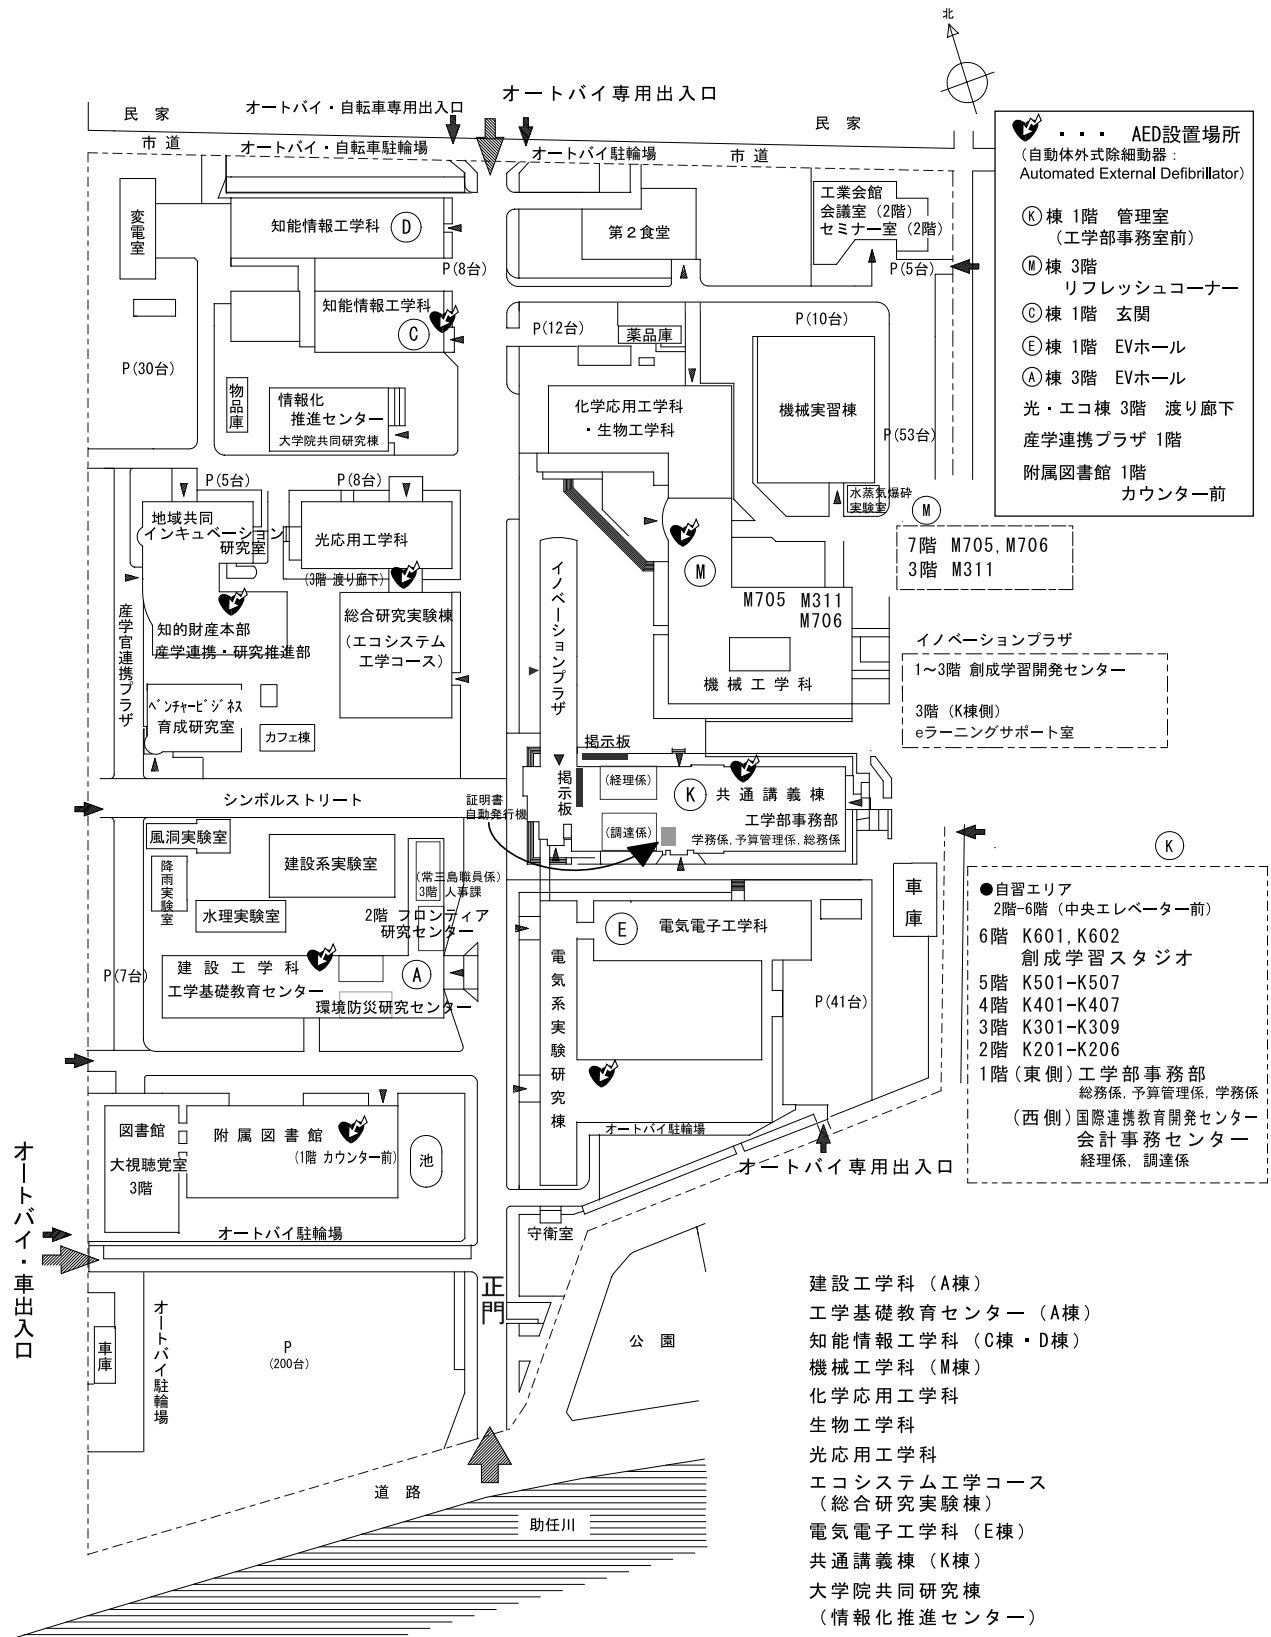 北
オートバイ専用出入口
オートバイ・自転車専用出入口
民 家
民 家
市 道
オートバイ・自転車駐輪場
オートバイ駐輪場
市 道
・・・ AED設置場所
(自動体外式除細動器:
Automated External Defibrillator)
Ⓚ棟 1階 管理室
(工学部事務室前)
Ⓜ棟 3階
リフレッシュコーナー
Ⓒ棟 1階 玄関
Ⓔ棟 1階 EVホール
Ⓐ棟 3階 EVホール
光・エコ棟 3階 渡り廊下
産学連携プラザ 1階
附属図書館 1階
カウンター前
変電室
知能情報工学科 Ⓓ
P(8台)
第2食堂
工業会館
会議室(2階)
セミナー室(2階)
P(5台)
知能情報工学科
Ⓒ
P(30台)
P(12台)
薬品庫
P(10台)
物品庫
情報化
推進センター
大学院共同研究棟
化学応用工学科
・生物工学科
機械実習棟
P(53台)
水蒸気爆砕
実験室
P(5台)
P(8台)
地域共同
インキュベーション
研究室
光応用工学科
(3階 渡り廊下)
知的財産本部
産学連携・研究推進部
産学官連携プラザ
総合研究実験棟
(エコシステム
工学コース)
ベンチャービジネス
育成研究室
カフェ棟
イノベーションプラザ
Ⓜ
M705 M311
M706
機械工学科
Ⓜ
7階 M705,M706
3階 M311
イノベーションプラザ
1~3階 創成学習開発センター
3階(K棟側)
eラーニングサポート室
掲示板
掲示板
(経理係)
(調達係)
Ⓚ 共通講義棟
工学部事務部
学務係,予算管理係,総務係
シンボルストリート
証明書
自動発行機
風洞実験室
降雨実験室
建設系実験室
水理実験室
(常三島職員係)
3階 人事課
2階 フロンティア
研究センター
P(7台)
建設工学科
工学基礎教育センター
Ⓐ
環境防災研究センター
Ⓔ 電気電子工学科
電気系実験研究棟
車庫
P(41台)
Ⓚ
●自習エリア
2階-6階(中央エレベーター前)
6階 K601,K602
創成学習スタジオ
5階 K501-K507
4階 K401-K407
3階 K301-K309
2階 K201-K206
1階(東側)工学部事務部
総務係,予算管理係,学務係
(西側)国際連携教育開発センター
会計事務センター
経理係,調達係
図書館
大視聴覚室
3階
附属図書館
(1階 カウンター前)
池
オートバイ駐輪場
オートバイ専用出入口
オートバイ駐輪場
守衛室
オートバイ・車出入口
正門
車庫
オートバイ駐輪場
P
(200台)
公園
道路
助任川
建設工学科(A棟)
工学基礎教育センター(A棟)
知能情報工学科(C棟・D棟)
機械工学科(M棟)
化学応用工学科
生物工学科
光応用工学科
エコシステム工学コース
(総合研究実験棟)
電気電子工学科(E棟)
共通講義棟(K棟)
大学院共同研究棟
(情報化推進センター)